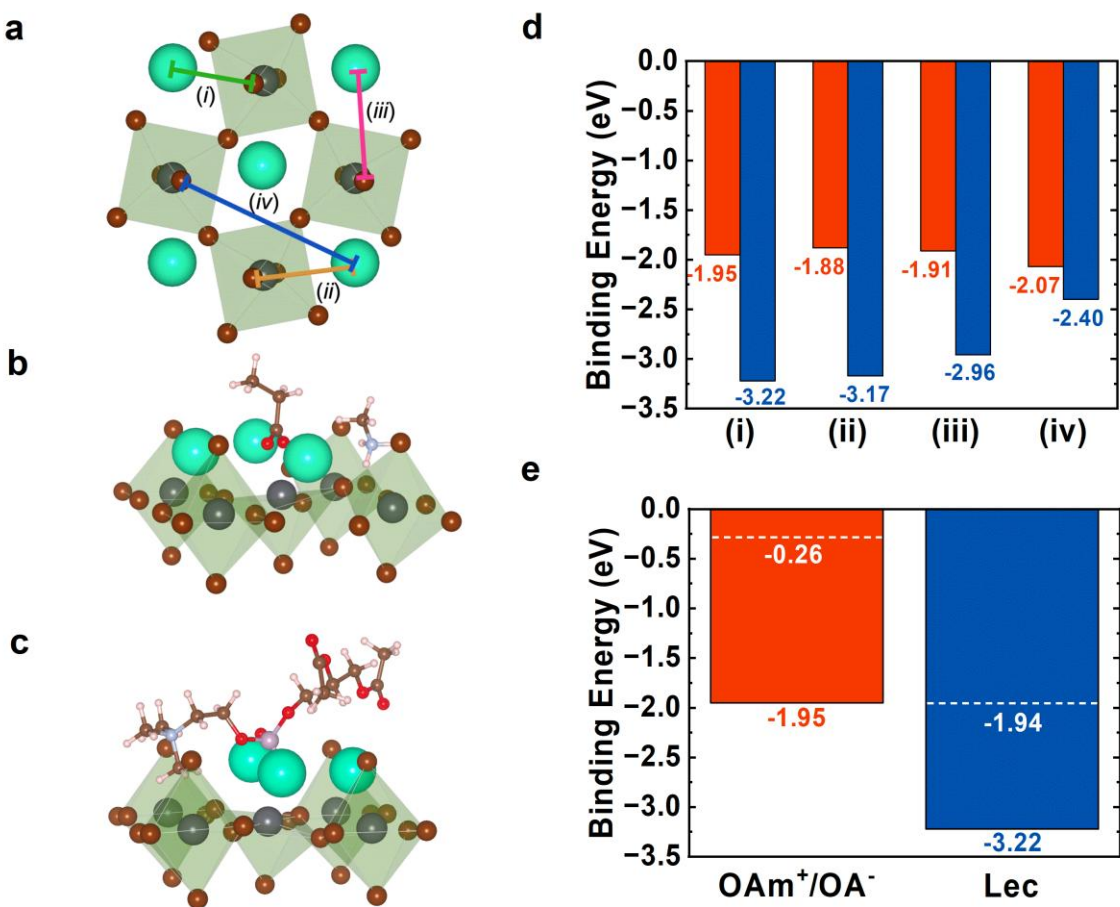 a
(i)
(iii)
(iv)
(ii)
b
c
d
Binding Energy (eV)
0.0
−0.5
−1.0
−1.5
−2.0
−2.5
−3.0
−3.5
-1.95
-3.22
-1.88
-3.17
-1.91
-2.96
-2.07
-2.40
(i) (ii) (iii) (iv)
e
Binding Energy (eV)
0.0
−0.5
−1.0
−1.5
−2.0
−2.5
−3.0
−3.5
-0.26
-1.95
-1.94
-3.22
OAm⁺/OA⁻ Lec